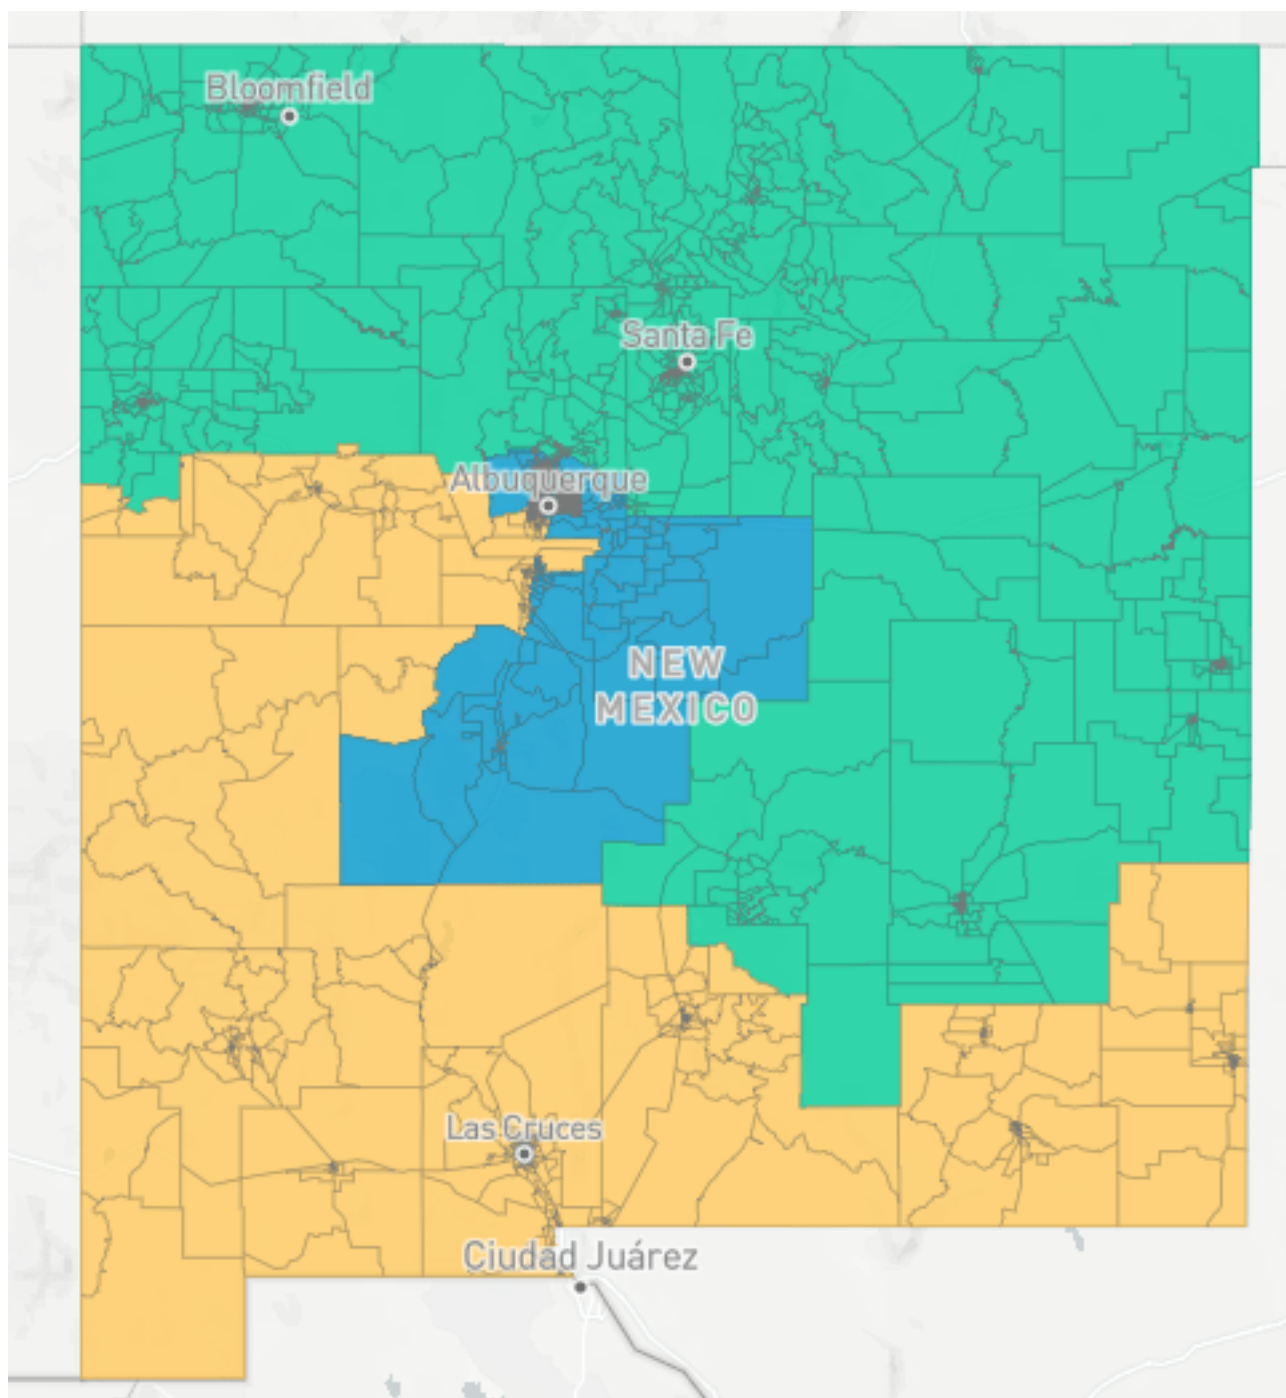 Bloomfield
Santa Fe
Albuquerque
NEW
MEXICO
Las Cruces
Ciudad Juárez